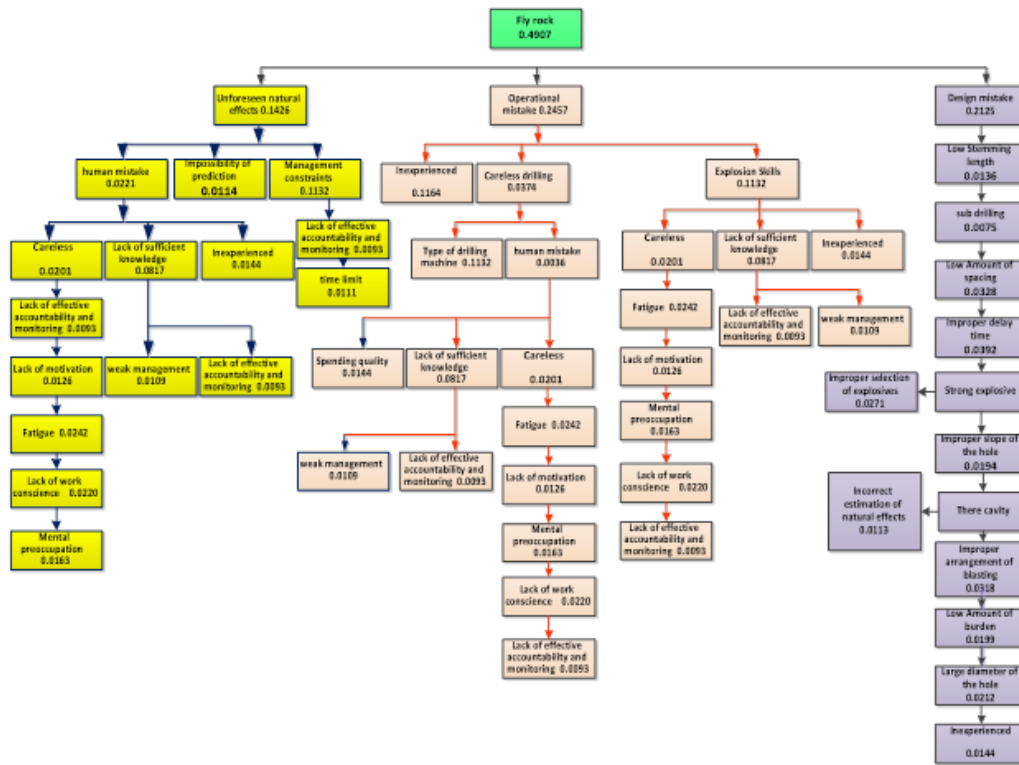 Fly rock
0.4907
Unforeseen natural
effects 0.1426
Operational
mistake 0.2457
Design mistake
0.2125
human mistake
0.0221
Impossibility of
prediction
0.0114
Management
constraints
0.1132
Inexperienced
0.1164
Careless drilling
0.0374
Explosion Skills
0.1132
Low Stemming
length
0.0136
Careless
0.0201
Lack of sufficient
knowledge
0.0817
Inexperienced
0.0144
Lack of effective
accountability and
monitoring 0.0093
time limit
0.0111
Type of drilling
machine 0.1132
human mistake
0.0036
Careless
0.0201
Lack of sufficient
knowledge
0.0817
Inexperienced
0.0144
sub drilling
0.0075
Low Amount of
spacing
0.0328
Lack of effective
accountability and
monitoring 0.0093
Fatigue 0.0242
Lack of effective
accountability and
monitoring 0.0093
weak management
0.0109
Improper delay
time
0.0392
Lack of motivation
0.0126
weak management
0.0109
Lack of effective
accountability and
monitoring 0.0093
Spending quality
0.0144
Lack of sufficient
knowledge
0.0817
Careless
0.0201
Lack of motivation
0.0126
Improper selection
of explosives
0.0271
Strong explosive
Fatigue 0.0242
Fatigue 0.0242
Mental
preoccupation
0.0163
Improper slope of
the hole
0.0194
Lack of work
conscience 0.0220
weak management
0.0109
Lack of effective
accountability and
monitoring 0.0093
Lack of motivation
0.0126
Lack of work
conscience 0.0220
Incorrect
estimation of
natural effects
0.0113
There cavity
Mental
preoccupation
0.0163
Mental
preoccupation
0.0163
Lack of effective
accountability and
monitoring 0.0093
Improper
arrangement of
blasting
0.0318
Lack of work
conscience 0.0220
Low Amount of
burden
0.0199
Lack of effective
accountability and
monitoring 0.0093
Large diameter of
the hole
0.0212
Inexperienced
0.0144